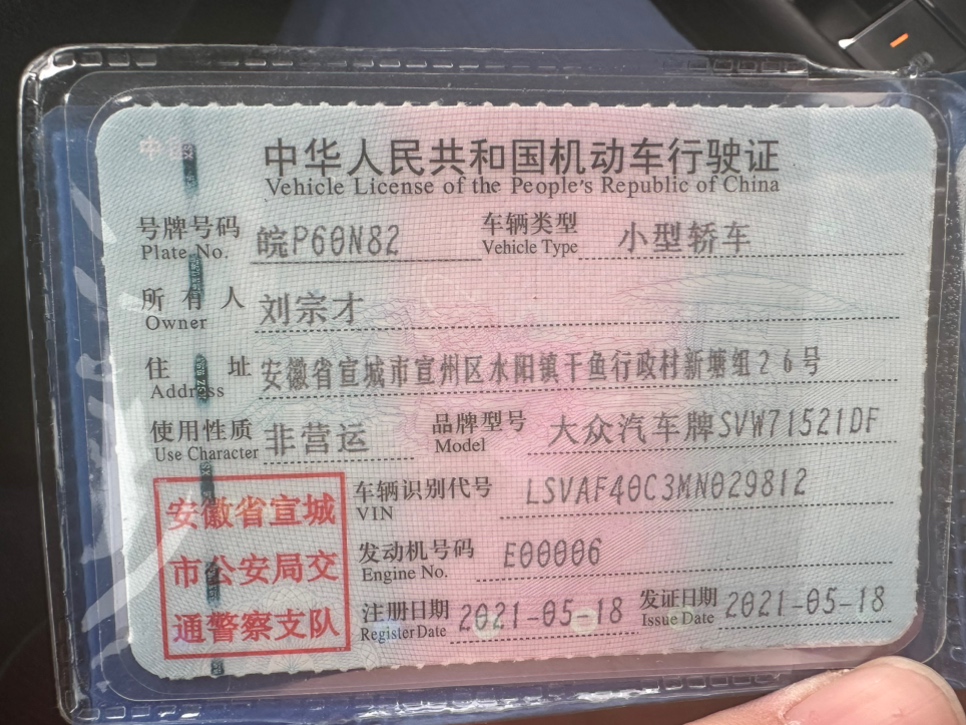 中华人民共和国机动车行驶证
Vehicle License of the People's Republic of China
号牌号码 皖P60N82 车辆类型 小型轿车
Plate No. Vehicle Type
所有人 刘宗才
Owner
住址 安徽省宣城市宣州区水阳镇干鱼行政村新塘组26号
Address
使用性质 非营运 品牌型号 大众汽车牌SVW71521DF
Use Character Model
车辆识别代号 LSVAF40C3MN029812
VIN
发动机号码 E00006
Engine No.
注册日期 2021-05-18 发证日期 2021-05-18
Register Date Issue Date
安徽省宣城
市公安局交
通警察支队